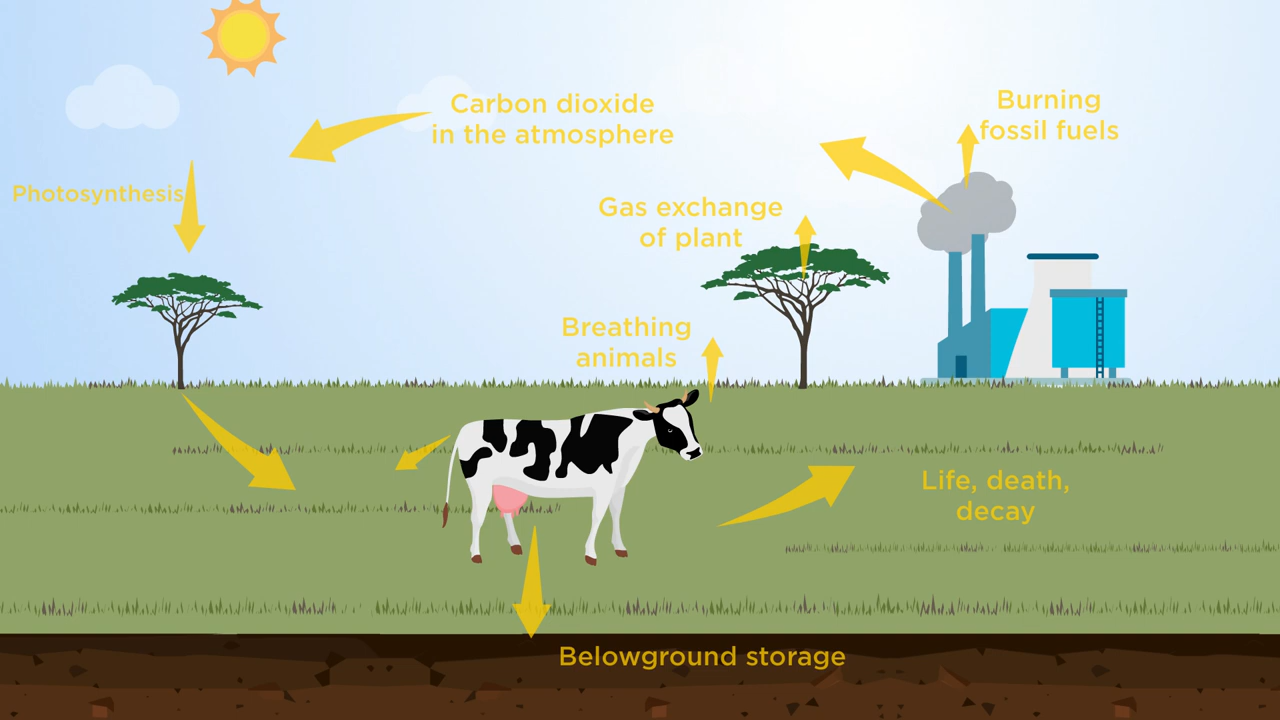 Carbon dioxide
in the atmosphere
Burning
fossil fuels
Photosynthesis
Gas exchange
of plant
Breathing
animals
Life, death,
decay
Belowground storage